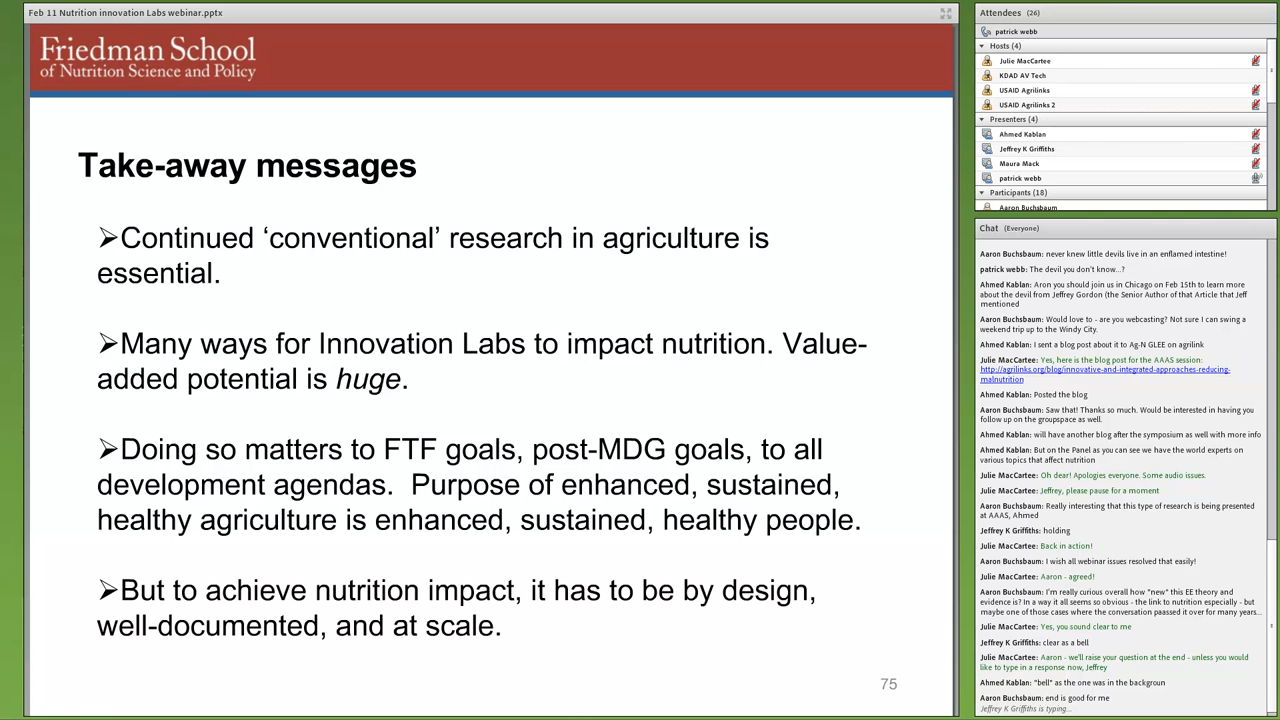 Feb 11 Nutrition innovation Labs webinar.pptx
Friedman School
of Nutrition Science and Policy
Take-away messages
➢Continued ‘conventional’ research in agriculture is
essential.
➢Many ways for Innovation Labs to impact nutrition. Value-
added potential is huge.
➢Doing so matters to FTF goals, post-MDG goals, to all
development agendas.  Purpose of enhanced, sustained,
healthy agriculture is enhanced, sustained, healthy people.
➢But to achieve nutrition impact, it has to be by design,
well-documented, and at scale.
75
Attendees (26)
patrick webb
Hosts (4)
Julie MacCartee
KDAD AV Tech
USAID Agrilinks
USAID Agrilinks 2
Presenters (4)
Ahmed Kablan
Jeffrey K Griffiths
Maura Mack
patrick webb
Participants (18)
Aaron Buchsbaum
Chat (Everyone)
Aaron Buchsbaum: never knew little devils live in an enflamed intestine!
patrick webb: The devil you don't know...?
Ahmed Kablan: Aron you should join us in Chicago on Feb 15th to learn more
about the devil from Jeffrey Gordon (the Senior Author of that Article that Jeff
mentioned
Aaron Buchsbaum: Would love to - are you webcasting? Not sure I can swing a
weekend trip up to the Windy City.
Ahmed Kablan: I sent a blog post about it to Ag-N GLEE on agrilink
Julie MacCartee: Yes, here is the blog post for the AAAS session:
http://agrilinks.org/blog/innovative-and-integrated-approaches-reducing-
malnutrition
Ahmed Kablan: Posted the blog
Aaron Buchsbaum: Saw that! Thanks so much. Would be interested in having you
follow up on the groupspace as well.
Ahmed Kablan: will have another blog after the symposium as well with more info
Ahmed Kablan: But on the Panel as you can see we have the world experts on
various topics that affect nutrition
Julie MacCartee: Oh dear! Apologies everyone. Some audio issues.
Julie MacCartee: Jeffrey, please pause for a moment
Aaron Buchsbaum: Really interesting that this type of research is being presented
at AAAS, Ahmed
Jeffrey K Griffiths: holding
Julie MacCartee: Back in action!
Aaron Buchsbaum: I wish all webinar issues resolved that easily!
Julie MacCartee: Aaron - agreed!
Aaron Buchsbaum: I'm really curious overall how "new" this EE theory and
evidence is? In a way it all seems so obvious - the link to nutrition especially - but
maybe one of those cases where the conversation paassed it over for many years...
Julie MacCartee: Yes, you sound clear to me
Jeffrey K Griffiths: clear as a bell
Julie MacCartee: Aaron - we'll raise your question at the end - unless you would
like to type in a response now, Jeffrey
Ahmed Kablan: "bell" as the one was in the backgroun
Aaron Buchsbaum: end is good for me
Jeffrey K Griffiths is typing...